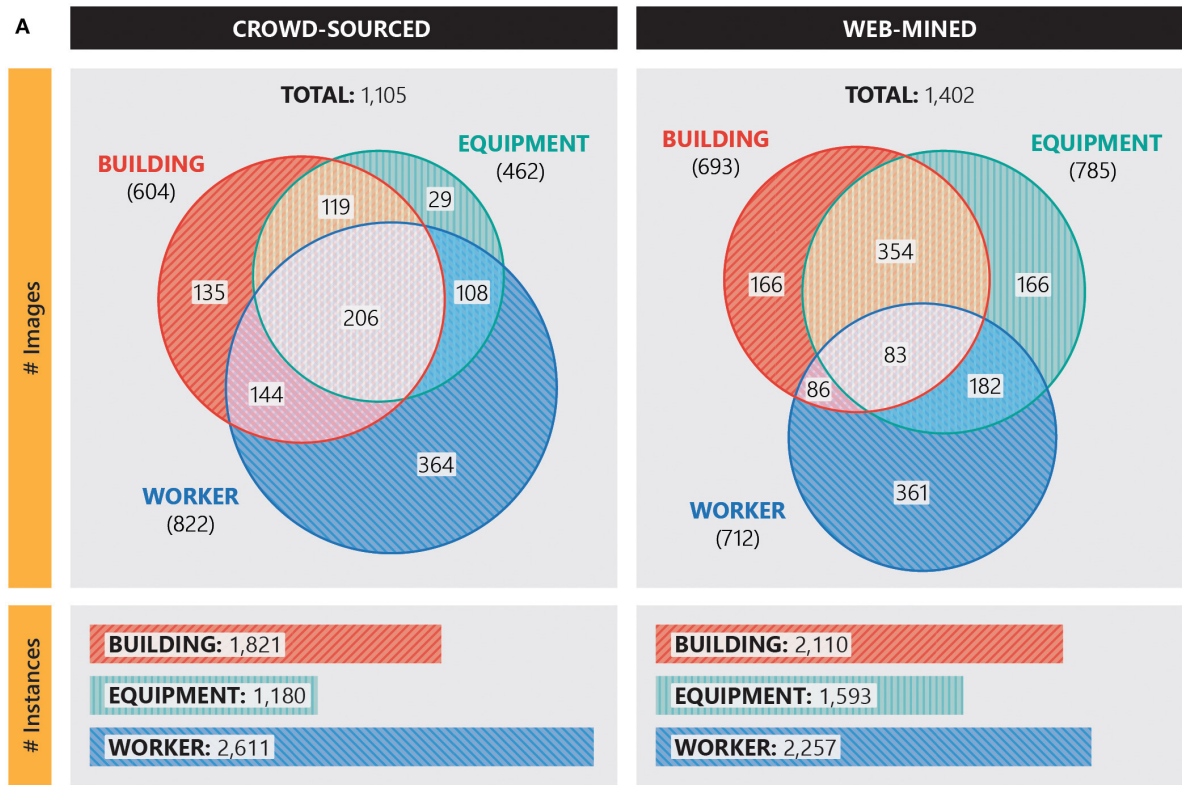 A
CROWD-SOURCED
WEB-MINED
# Images
TOTAL: 1,105
BUILDING
(604)
EQUIPMENT
(462)
119
29
135
108
206
144
364
WORKER
(822)
TOTAL: 1,402
BUILDING
(693)
EQUIPMENT
(785)
354
166
166
83
86
182
361
WORKER
(712)
# Instances
BUILDING: 1,821
EQUIPMENT: 1,180
WORKER: 2,611
BUILDING: 2,110
EQUIPMENT: 1,593
WORKER: 2,257